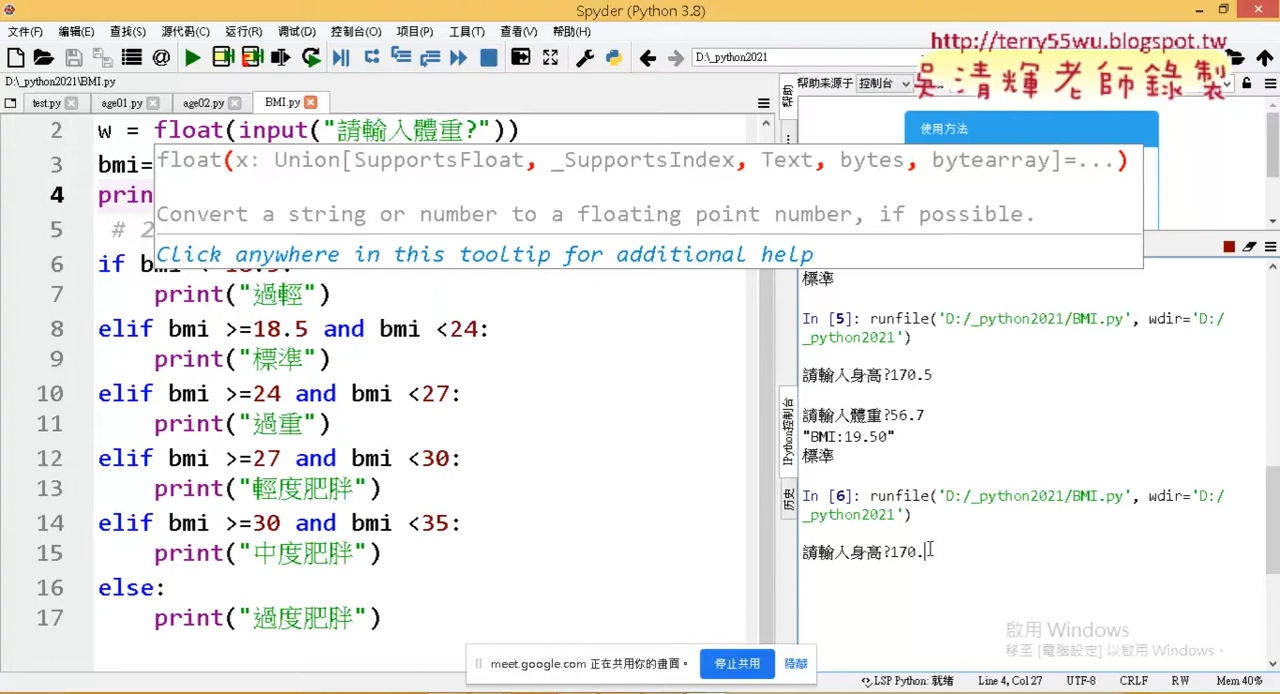 Spyder (Python 3.8)
文件(F) 编辑(E) 查找(S) 源代码(C) 运行(R) 调试(D) 控制台(O) 项目(P) 工具(T) 查看(V) 帮助(H)
http://terry55wu.blogspot.tw
D:\_python2021
吳清輝老師錄製
D:\_python2021\BMI.py
帮助来源于 控制台
test.py age01.py age02.py BMI.py
帮助
使用方法
2 w = float(input("請輸入體重?"))
3 bmi=
float(x: Union[SupportsFloat, _SupportsIndex, Text, bytes, bytearray]=...)
4 prin
Convert a string or number to a floating point number, if possible.
5 # 2
Click anywhere in this tooltip for additional help
6 if bmi < 18.5:
7 print("過輕")
8 elif bmi >=18.5 and bmi <24:
9 print("標準")
10 elif bmi >=24 and bmi <27:
11 print("過重")
12 elif bmi >=27 and bmi <30:
13 print("輕度肥胖")
14 elif bmi >=30 and bmi <35:
15 print("中度肥胖")
16 else:
17 print("過度肥胖")
標準
In [5]: runfile('D:/_python2021/BMI.py', wdir='D:/
_python2021')
請輸入身高?170.5
請輸入體重?56.7
"BMI:19.50"
標準
In [6]: runfile('D:/_python2021/BMI.py', wdir='D:/
_python2021')
請輸入身高?170.
IPython控制台
历史
啟用 Windows
移至 [電腦設定] 以啟用 Windows。
meet.google.com 正在共用你的畫面。 停止共用 隱藏
LSP Python: 就绪 Line 4, Col 27 UTF-8 CRLF RW Mem 40%